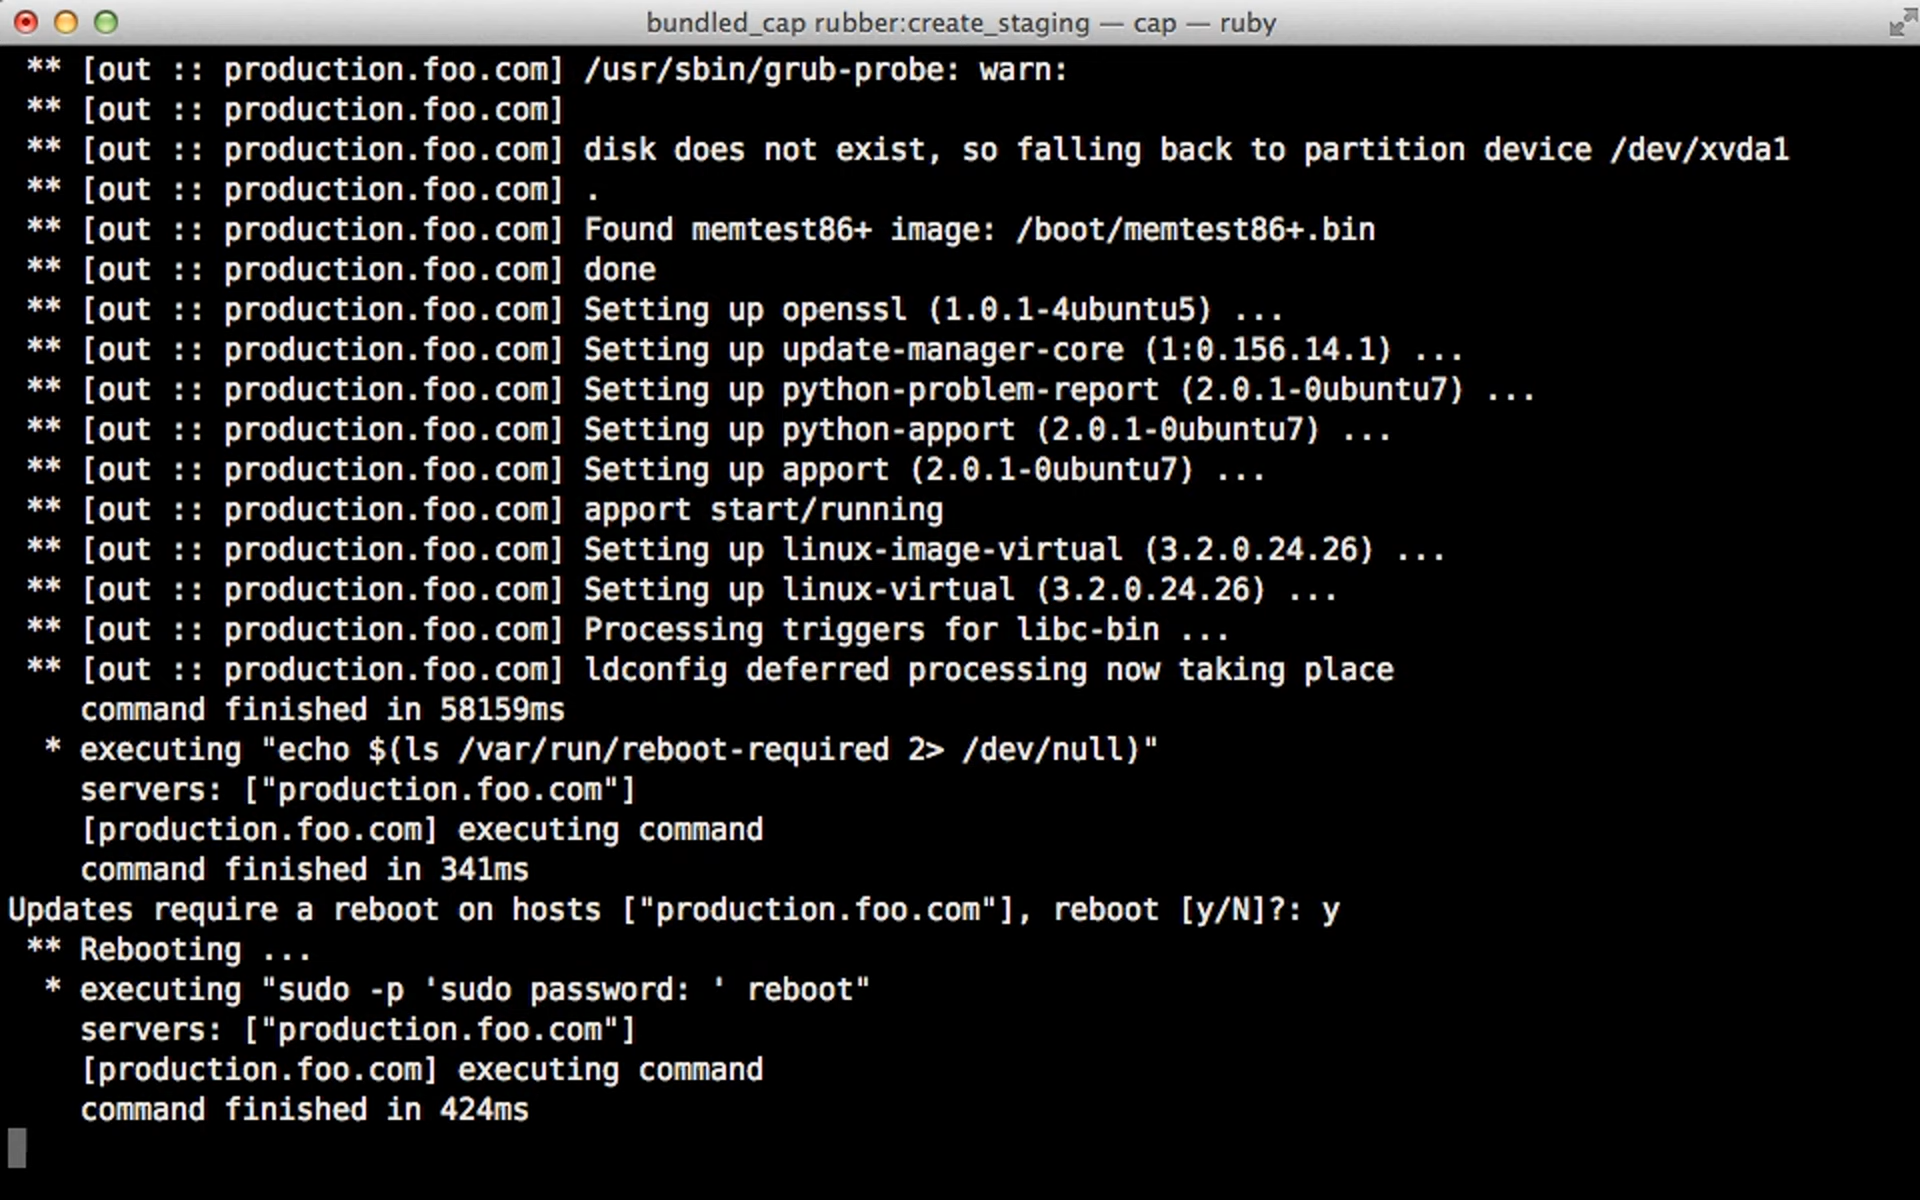 bundled_cap rubber:create_staging — cap — ruby
** [out :: production.foo.com] /usr/sbin/grub-probe: warn:
** [out :: production.foo.com]
** [out :: production.foo.com] disk does not exist, so falling back to partition device /dev/xvda1
** [out :: production.foo.com] .
** [out :: production.foo.com] Found memtest86+ image: /boot/memtest86+.bin
** [out :: production.foo.com] done
** [out :: production.foo.com] Setting up openssl (1.0.1-4ubuntu5) ...
** [out :: production.foo.com] Setting up update-manager-core (1:0.156.14.1) ...
** [out :: production.foo.com] Setting up python-problem-report (2.0.1-0ubuntu7) ...
** [out :: production.foo.com] Setting up python-apport (2.0.1-0ubuntu7) ...
** [out :: production.foo.com] Setting up apport (2.0.1-0ubuntu7) ...
** [out :: production.foo.com] apport start/running
** [out :: production.foo.com] Setting up linux-image-virtual (3.2.0.24.26) ...
** [out :: production.foo.com] Setting up linux-virtual (3.2.0.24.26) ...
** [out :: production.foo.com] Processing triggers for libc-bin ...
** [out :: production.foo.com] ldconfig deferred processing now taking place
command finished in 58159ms
* executing "echo $(ls /var/run/reboot-required 2> /dev/null)"
servers: ["production.foo.com"]
[production.foo.com] executing command
command finished in 341ms
Updates require a reboot on hosts ["production.foo.com"], reboot [y/N]?: y
** Rebooting ...
* executing "sudo -p 'sudo password: ' reboot"
servers: ["production.foo.com"]
[production.foo.com] executing command
command finished in 424ms